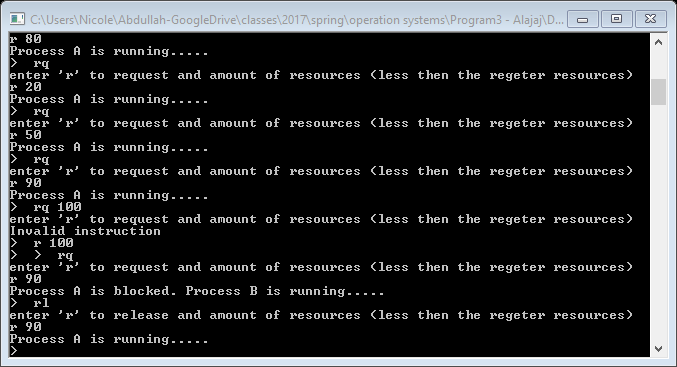 C:\Users\Nicole\Abdullah-GoogleDrive\classes\2017\spring\operation systems\Program3 - Alajaj\D...
r 80
Process A is running.....
>  rq
enter 'r' to request and amount of resources (less then the regeter resources)
r 20
Process A is running.....
>  rq
enter 'r' to request and amount of resources (less then the regeter resources)
r 50
Process A is running.....
>  rq
enter 'r' to request and amount of resources (less then the regeter resources)
r 90
Process A is running.....
>  rq 100
enter 'r' to request and amount of resources (less then the regeter resources)
Invalid instruction
>  r 100
>  >  rq
enter 'r' to request and amount of resources (less then the regeter resources)
r 90
Process A is blocked. Process B is running.....
>  rl
enter 'r' to release and amount of resources (less then the regeter resources)
r 90
Process A is running.....
>